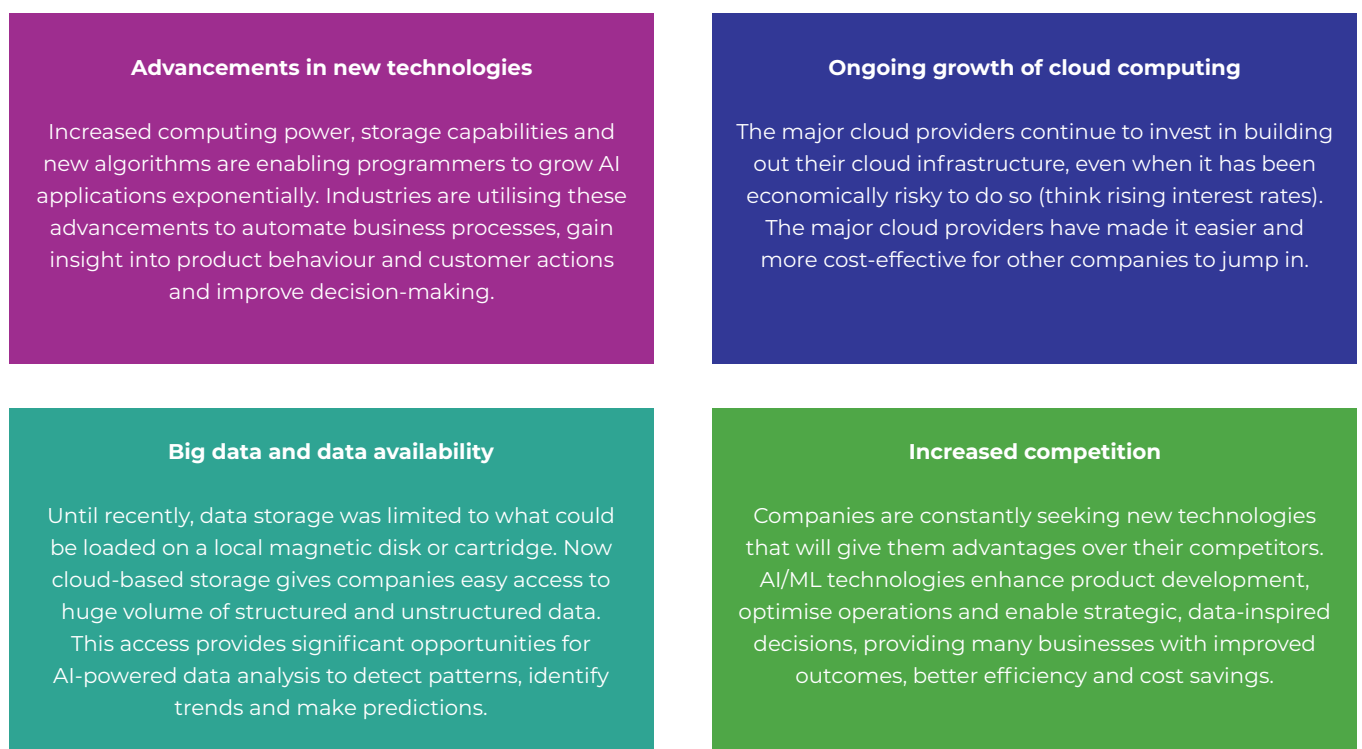 Advancements in new technologies
Increased computing power, storage capabilities and
new algorithms are enabling programmers to grow AI
applications exponentially. Industries are utilising these
advancements to automate business processes, gain
insight into product behaviour and customer actions
and improve decision-making.
Ongoing growth of cloud computing
The major cloud providers continue to invest in building
out their cloud infrastructure, even when it has been
economically risky to do so (think rising interest rates).
The major cloud providers have made it easier and
more cost-effective for other companies to jump in.
Big data and data availability
Until recently, data storage was limited to what could
be loaded on a local magnetic disk or cartridge. Now
cloud-based storage gives companies easy access to
huge volume of structured and unstructured data.
This access provides significant opportunities for
AI-powered data analysis to detect patterns, identify
trends and make predictions.
Increased competition
Companies are constantly seeking new technologies
that will give them advantages over their competitors.
AI/ML technologies enhance product development,
optimise operations and enable strategic, data-inspired
decisions, providing many businesses with improved
outcomes, better efficiency and cost savings.